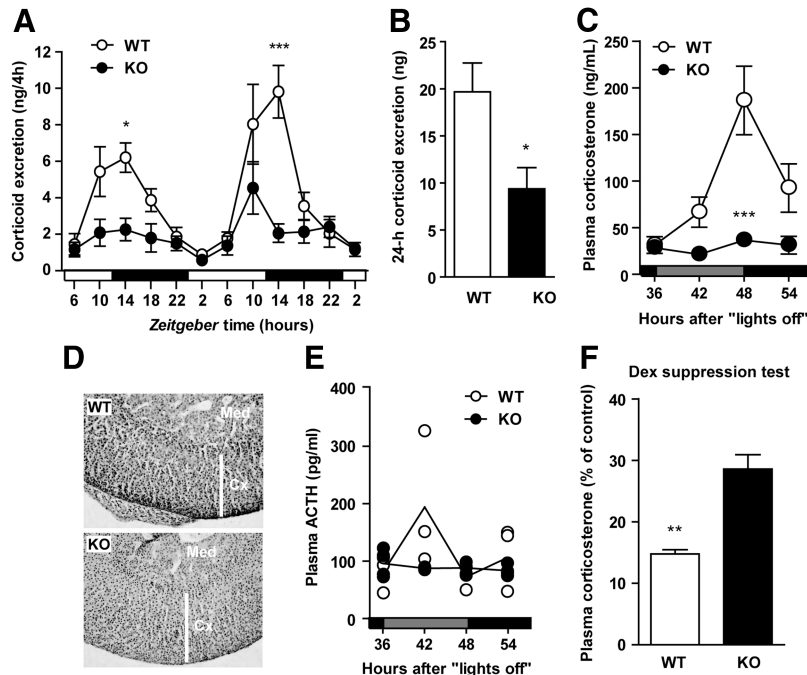 A
WT
KO
Corticoid excretion (ng/4h)
12
10
8
6
4
2
0
*
***
6 10 14 18 22 2 6 10 14 18 22 2
Zeitgeber time (hours)
B
24-h corticoid excretion (ng)
25
20
15
10
5
0
*
WT KO
C
WT
KO
Plasma corticosterone (ng/mL)
250
200
150
100
50
0
***
36 42 48 54
Hours after "lights off"
D
WT
Med
Cx
KO
Med
Cx
E
WT
KO
Plasma ACTH (pg/ml)
400
300
200
100
0
36 42 48 54
Hours after "lights off"
F
Dex suppression test
Plasma corticosterone (% of control)
40
30
20
10
0
**
WT KO